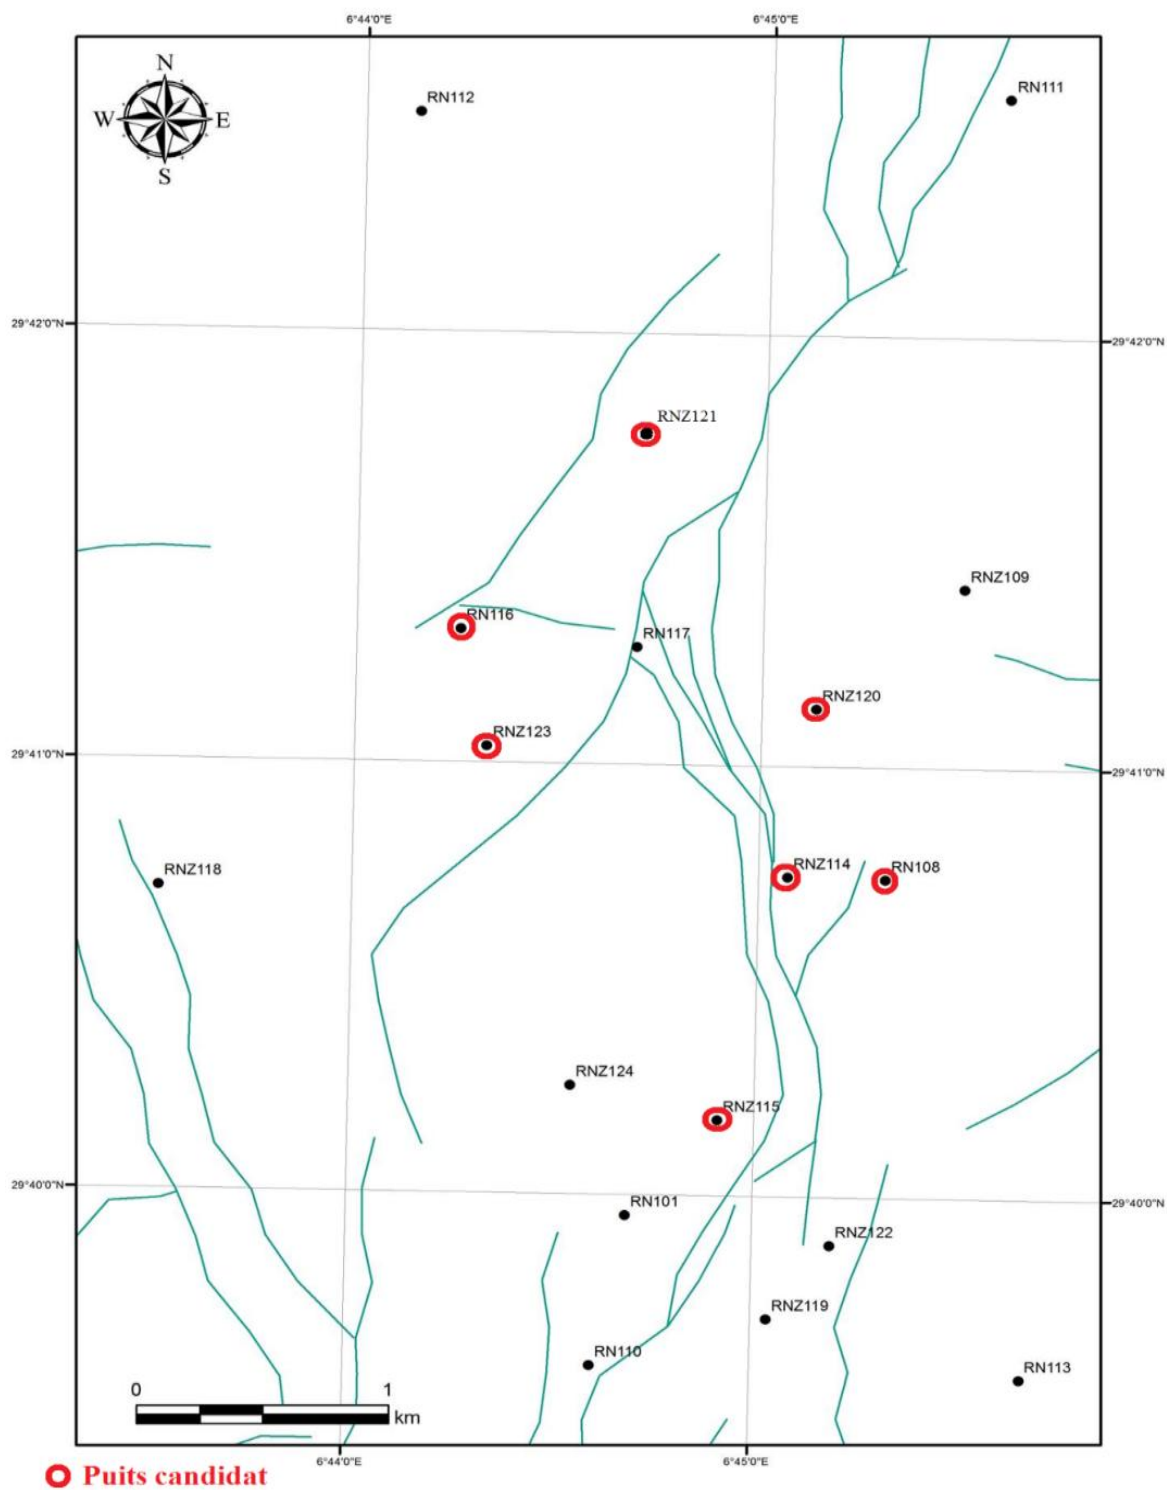 6°44'0"E
6°45'0"E
N
W
E
S
RN112
RN111
29°42'0"N
29°42'0"N
RNZ121
RNZ109
RN116
RN117
RNZ120
RNZ123
29°41'0"N
29°41'0"N
RNZ114
RN108
RNZ118
RNZ124
RNZ115
29°40'0"N
29°40'0"N
RN101
RNZ122
RNZ119
RN110
RN113
0
1
km
6°44'0"E
6°45'0"E
Puits candidat